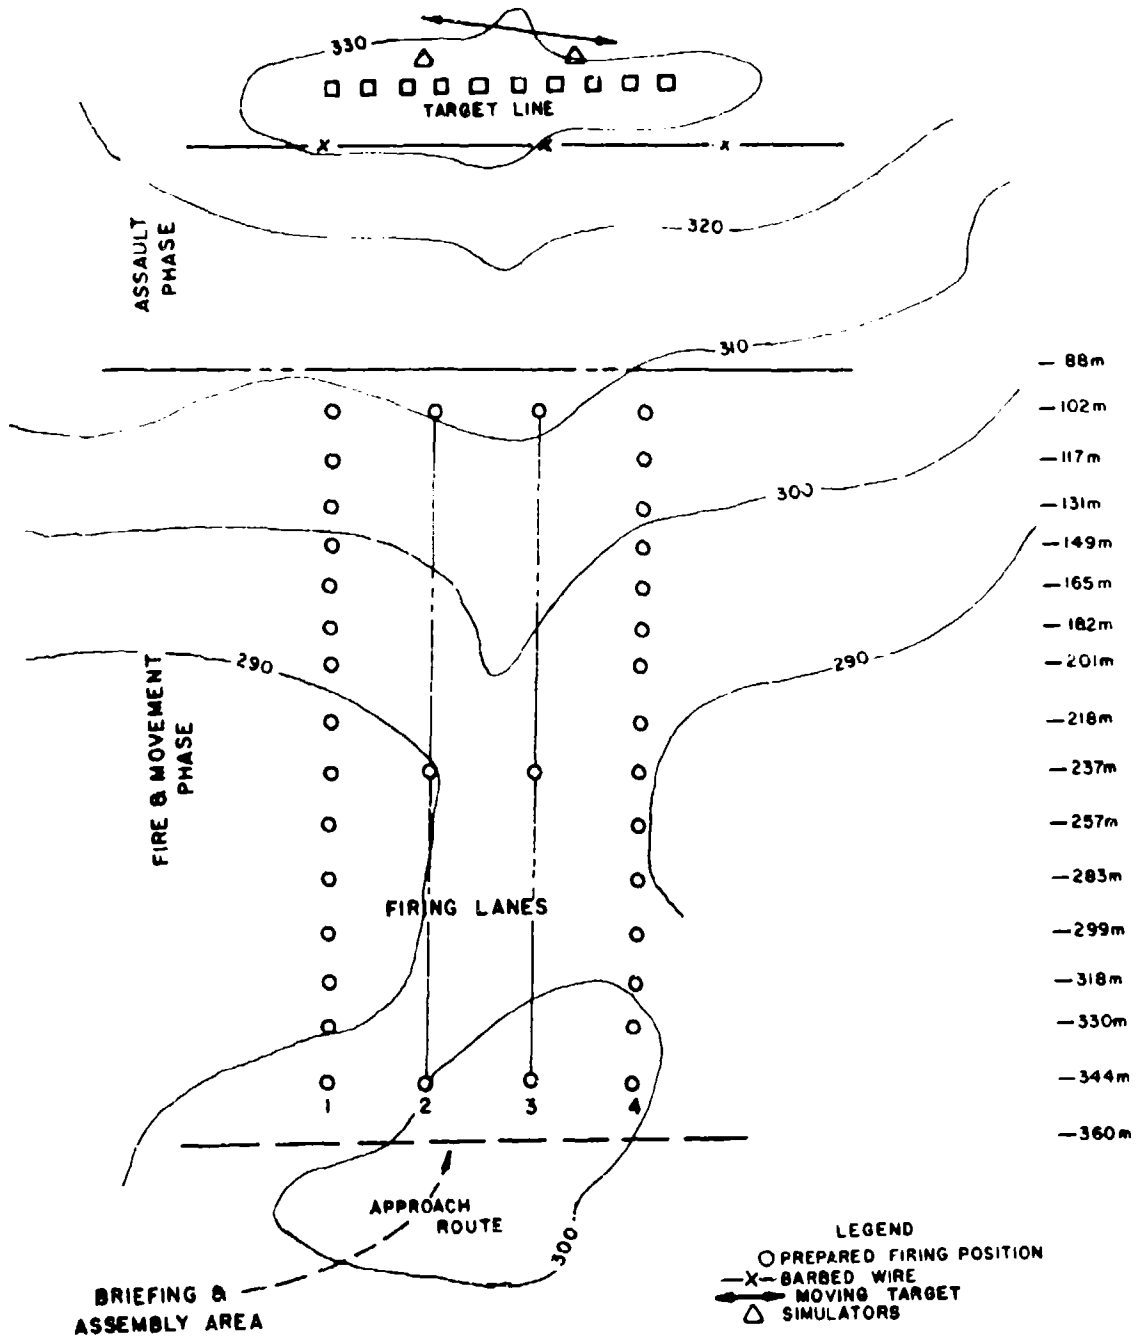 330
TARGET LINE
X X X
320
ASSAULT
PHASE
310
300
290
290
FIRE & MOVEMENT
PHASE
FIRING LANES
— 88m
— 102m
— 117m
— 131m
— 149m
— 165m
— 182m
— 201m
— 218m
— 237m
— 257m
— 283m
— 299m
— 318m
— 330m
— 344m
— 360m
1 2 3 4
APPROACH
ROUTE
300
BRIEFING &
ASSEMBLY AREA
LEGEND
PREPARED FIRING POSITION
—X— BARBED WIRE
MOVING TARGET
SIMULATORS